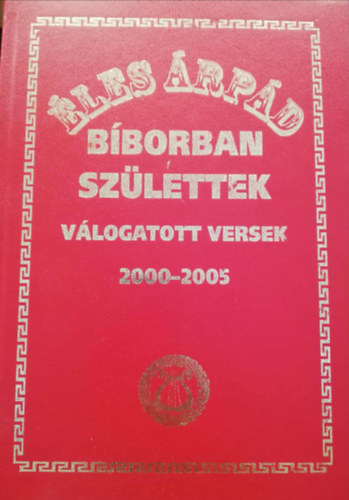 ÉLES ÁRPÁD
BÍBORBAN
SZÜLETTEK
VÁLOGATOTT VERSEK
2000–2005